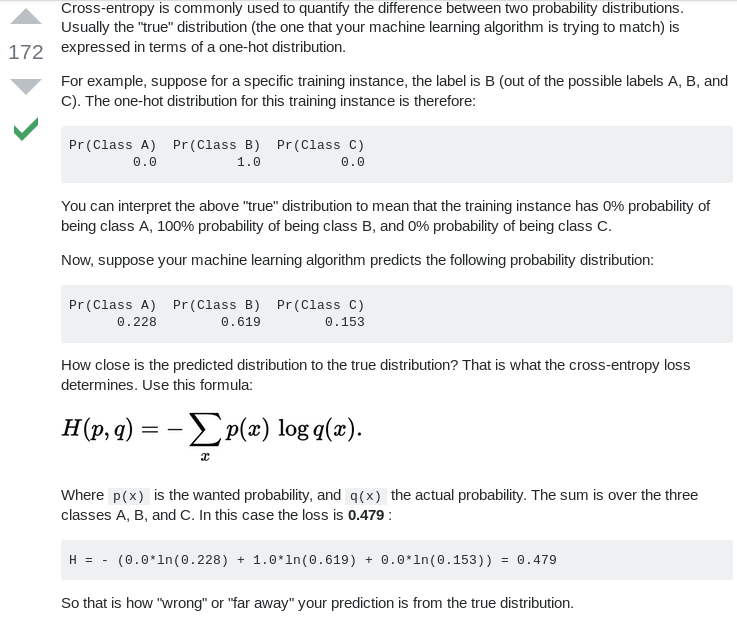 Cross-entropy is commonly used to quantify the difference between two probability distributions.
Usually the "true" distribution (the one that your machine learning algorithm is trying to match) is
expressed in terms of a one-hot distribution.
172
For example, suppose for a specific training instance, the label is B (out of the possible labels A, B, and
C). The one-hot distribution for this training instance is therefore:
Pr(Class A)  Pr(Class B)  Pr(Class C)
        0.0          1.0          0.0
You can interpret the above "true" distribution to mean that the training instance has 0% probability of
being class A, 100% probability of being class B, and 0% probability of being class C.
Now, suppose your machine learning algorithm predicts the following probability distribution:
Pr(Class A)  Pr(Class B)  Pr(Class C)
      0.228        0.619        0.153
How close is the predicted distribution to the true distribution? That is what the cross-entropy loss
determines. Use this formula:
H(p, q) = − ∑ p(x) log q(x).
x
Where p(x) is the wanted probability, and q(x) the actual probability. The sum is over the three
classes A, B, and C. In this case the loss is 0.479 :
H = - (0.0*ln(0.228) + 1.0*ln(0.619) + 0.0*ln(0.153)) = 0.479
So that is how "wrong" or "far away" your prediction is from the true distribution.